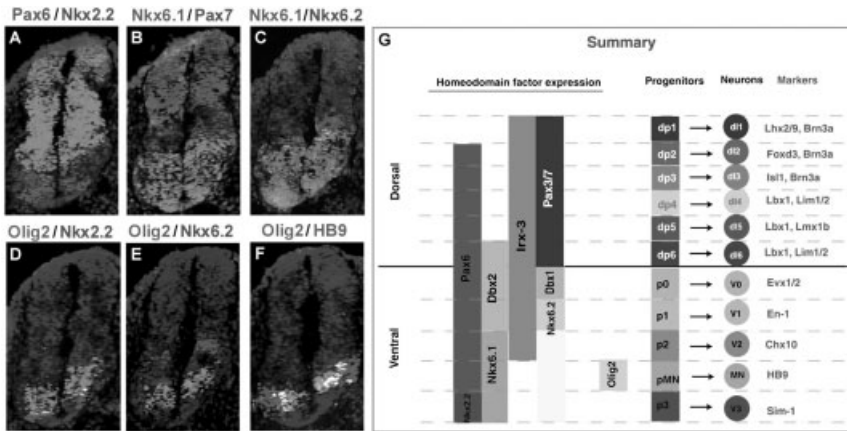 Pax6/Nkx2.2
A
Nkx6.1/Pax7
B
Nkx6.1/Nkx6.2
C
Olig2/Nkx2.2
D
Olig2/Nkx6.2
E
Olig2/HB9
F
G
Summary
Homeodomain factor expression
Progenitors Neurons Markers
Dorsal
Ventral
Pax6
Nkx2.2
Dbx2
Nkx6.1
Irx-3
Pax3/7
Dbx1
Nkx6.2
Olig2
dp1 dI1 Lhx2/9, Brn3a
dp2 dI2 Foxd3, Brn3a
dp3 dI3 Isl1, Brn3a
dp4 dI4 Lbx1, Lim1/2
dp5 dI5 Lbx1, Lmx1b
dp6 dI6 Lbx1, Lim1/2
p0 V0 Evx1/2
p1 V1 En-1
p2 V2 Chx10
pMN MN HB9
p3 V3 Sim-1